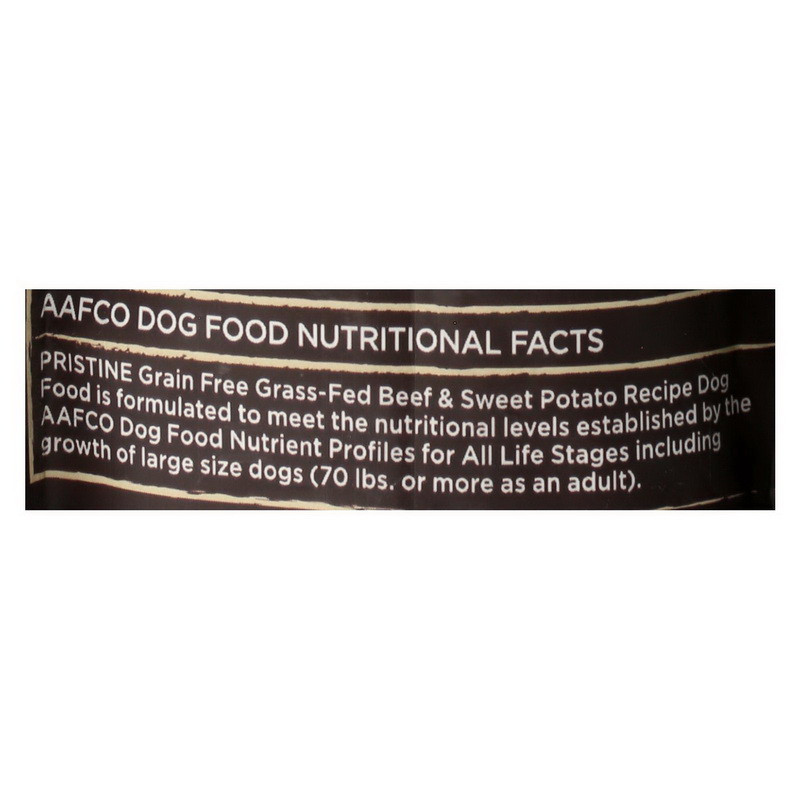 AAFCO DOG FOOD NUTRITIONAL FACTS
PRISTINE Grain Free Grass-Fed Beef & Sweet Potato Recipe Dog
Food is formulated to meet the nutritional levels established by the
AAFCO Dog Food Nutrient Profiles for All Life Stages including
growth of large size dogs (70 lbs. or more as an adult).